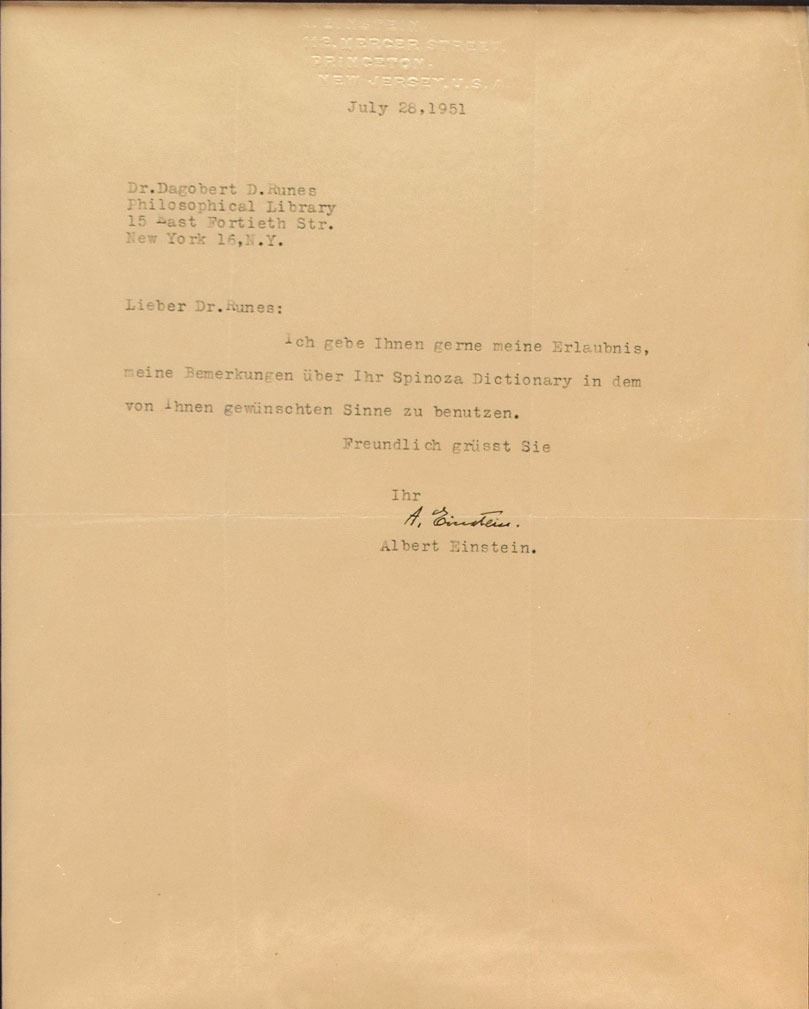 A. EINSTEIN,
112, MERCER STREET,
PRINCETON,
NEW JERSEY, U.S.A
July 28,1951
Dr.Dagobert D.Runes
Philosophical Library
15 East Fortieth Str.
New York 16,N.Y.
Lieber Dr.Runes:
Ich gebe Ihnen gerne meine Erlaubnis,
meine Bemerkungen über Ihr Spinoza Dictionary in dem
von Ihnen gewünschten Sinne zu benutzen.
Freundlich grüsst Sie
Ihr
A. Einstein.
Albert Einstein.